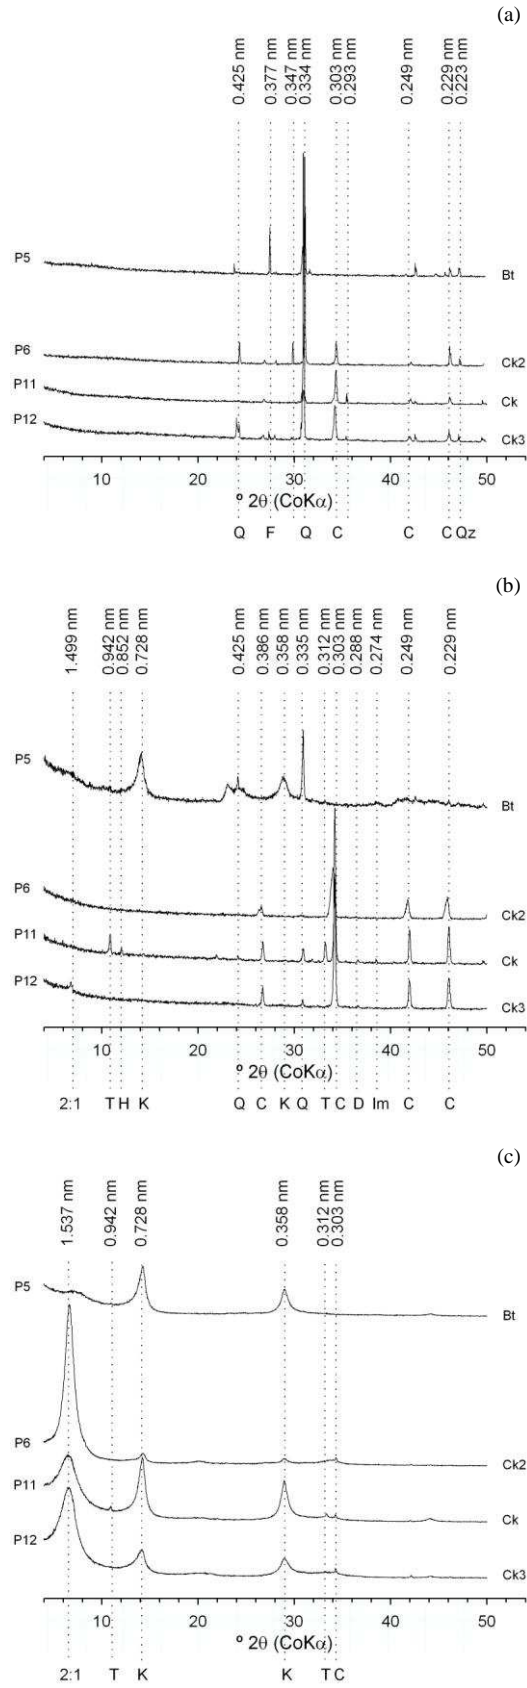 (a)
0.425 nm
0.377 nm
0.347 nm
0.334 nm
0.303 nm
0.293 nm
0.249 nm
0.229 nm
0.223 nm
P5 Bt
P6 Ck2
P11 Ck
P12 Ck3
10 20 30 40 50
º 2θ (CoKα)
Q F Q C C C Qz
(b)
1.499 nm
0.942 nm
0.852 nm
0.728 nm
0.425 nm
0.386 nm
0.358 nm
0.335 nm
0.312 nm
0.303 nm
0.288 nm
0.274 nm
0.249 nm
0.229 nm
P5 Bt
P6 Ck2
P11 Ck
P12 Ck3
10 20 30 40 50
º 2θ (CoKα)
2:1 T H K Q C K Q T C D Im C C
(c)
1.537 nm
0.942 nm
0.728 nm
0.358 nm
0.312 nm
0.303 nm
P5 Bt
P6 Ck2
P11 Ck
P12 Ck3
10 20 30 40 50
º 2θ (CoKα)
2:1 T K K T C